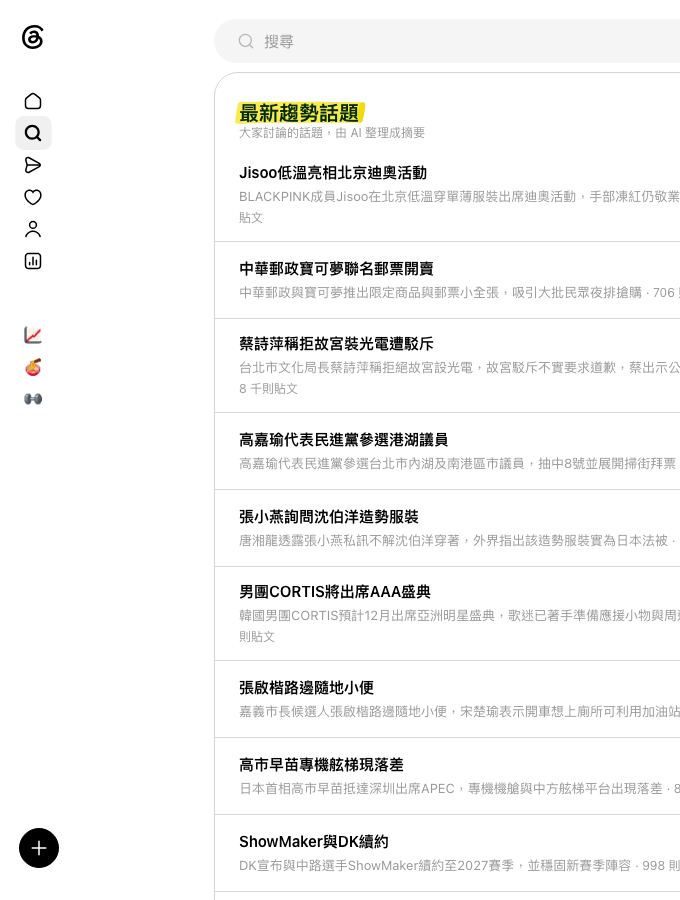 搜尋
最新趨勢話題
大家討論的話題，由 AI 整理成摘要
Jisoo低溫亮相北京迪奧活動
BLACKPINK成員Jisoo在北京低溫穿單薄服裝出席迪奧活動，手部凍紅仍敬業
貼文
中華郵政寶可夢聯名郵票開賣
中華郵政與寶可夢推出限定商品與郵票小全張，吸引大批民眾夜排搶購 · 706
蔡詩萍稱拒故宮裝光電遭駁斥
台北市文化局長蔡詩萍稱拒絕故宮設光電，故宮駁斥不實要求道歉，蔡出示公
8 千則貼文
高嘉瑜代表民進黨參選港湖議員
高嘉瑜代表民進黨參選台北市內湖及南港區市議員，抽中8號並展開掃街拜票
張小燕詢問沈伯洋造勢服裝
唐湘龍透露張小燕私訊不解沈伯洋穿著，外界指出該造勢服裝實為日本法被 ·
男團CORTIS將出席AAA盛典
韓國男團CORTIS預計12月出席亞洲明星盛典，歌迷已著手準備應援小物與周
則貼文
張啟楷路邊隨地小便
嘉義市長候選人張啟楷路邊隨地小便，宋楚瑜表示開車想上廁所可利用加油站
高市早苗專機舷梯現落差
日本首相高市早苗抵達深圳出席APEC，專機機艙與中方舷梯平台出現落差 · 8
ShowMaker與DK續約
DK宣布與中路選手ShowMaker續約至2027賽季，並穩固新賽季陣容 · 998 則